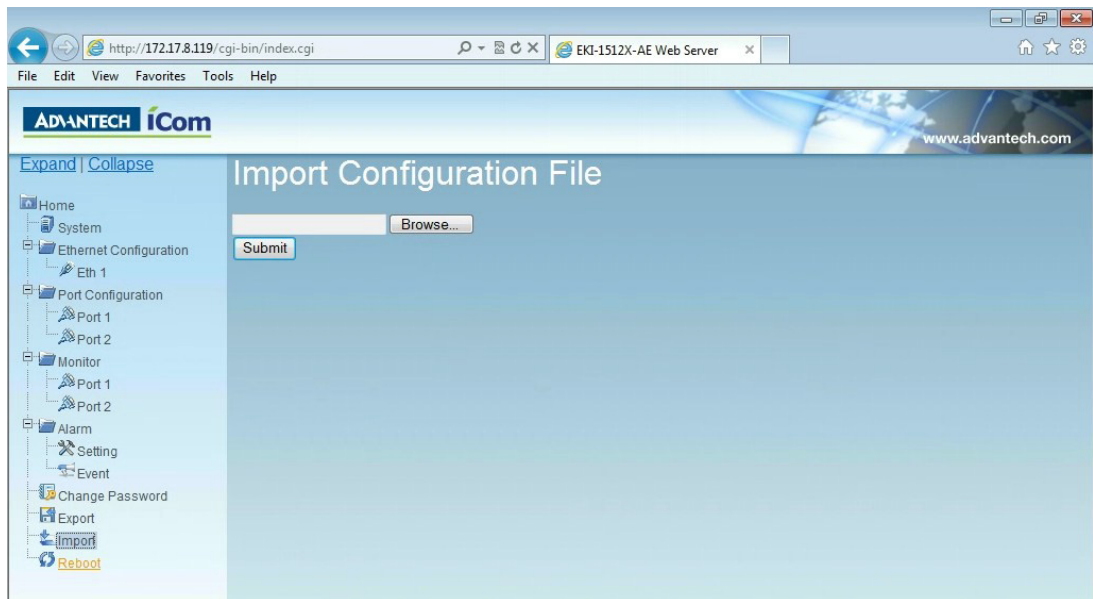 http://172.17.8.119/cgi-bin/index.cgi
EKI-1512X-AE Web Server
File Edit View Favorites Tools Help
ADVANTECH iCom
www.advantech.com
Expand | Collapse
Import Configuration File
Home
Browse...
System
Submit
Ethernet Configuration
Eth 1
Port Configuration
Port 1
Port 2
Monitor
Port 1
Port 2
Alarm
Setting
Event
Change Password
Export
Import
Reboot